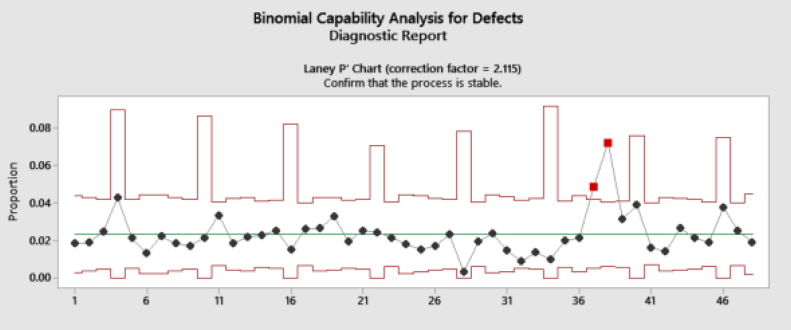 Binomial Capability Analysis for Defects
Diagnostic Report
Laney P' Chart (correction factor = 2.115)
Confirm that the process is stable.
Proportion
0.08
0.06
0.04
0.02
0.00
1 6 11 16 21 26 31 36 41 46